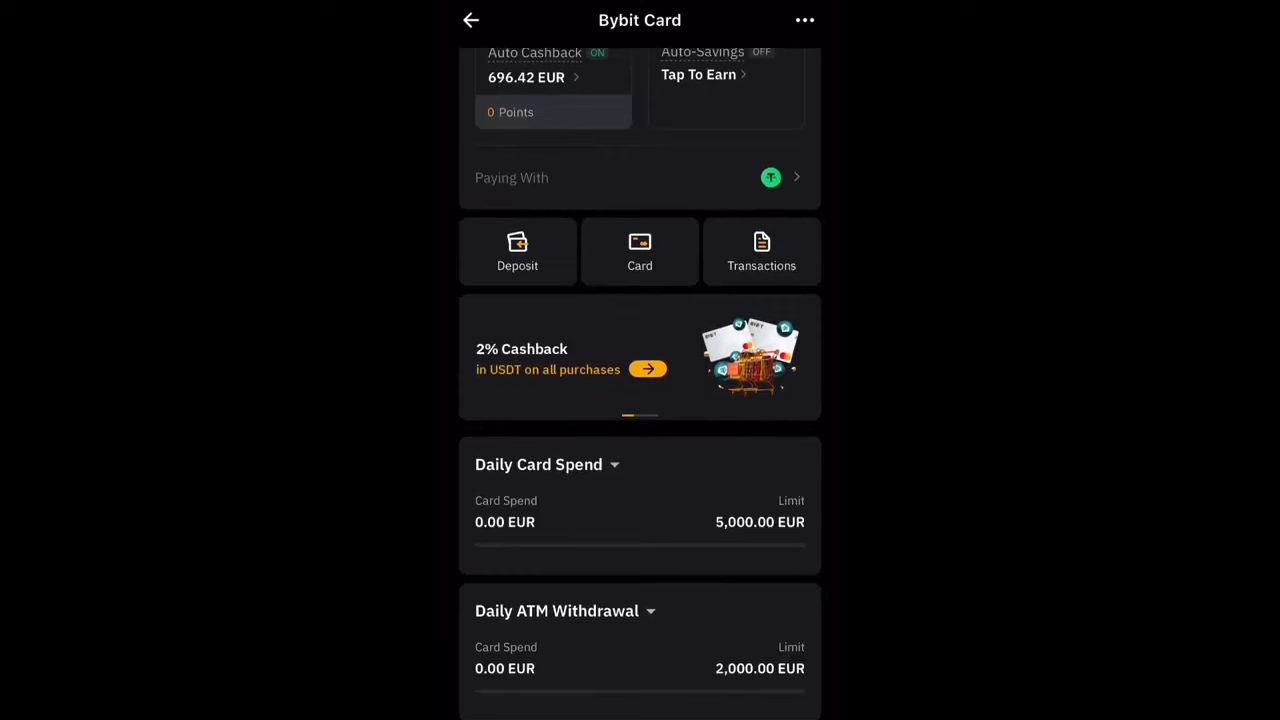 Bybit Card
Auto Cashback ON
696.42 EUR
0 Points
Auto-Savings OFF
Tap To Earn
Paying With
Deposit
Card
Transactions
2% Cashback
in USDT on all purchases
Daily Card Spend
Card Spend Limit
0.00 EUR 5,000.00 EUR
Daily ATM Withdrawal
Card Spend Limit
0.00 EUR 2,000.00 EUR